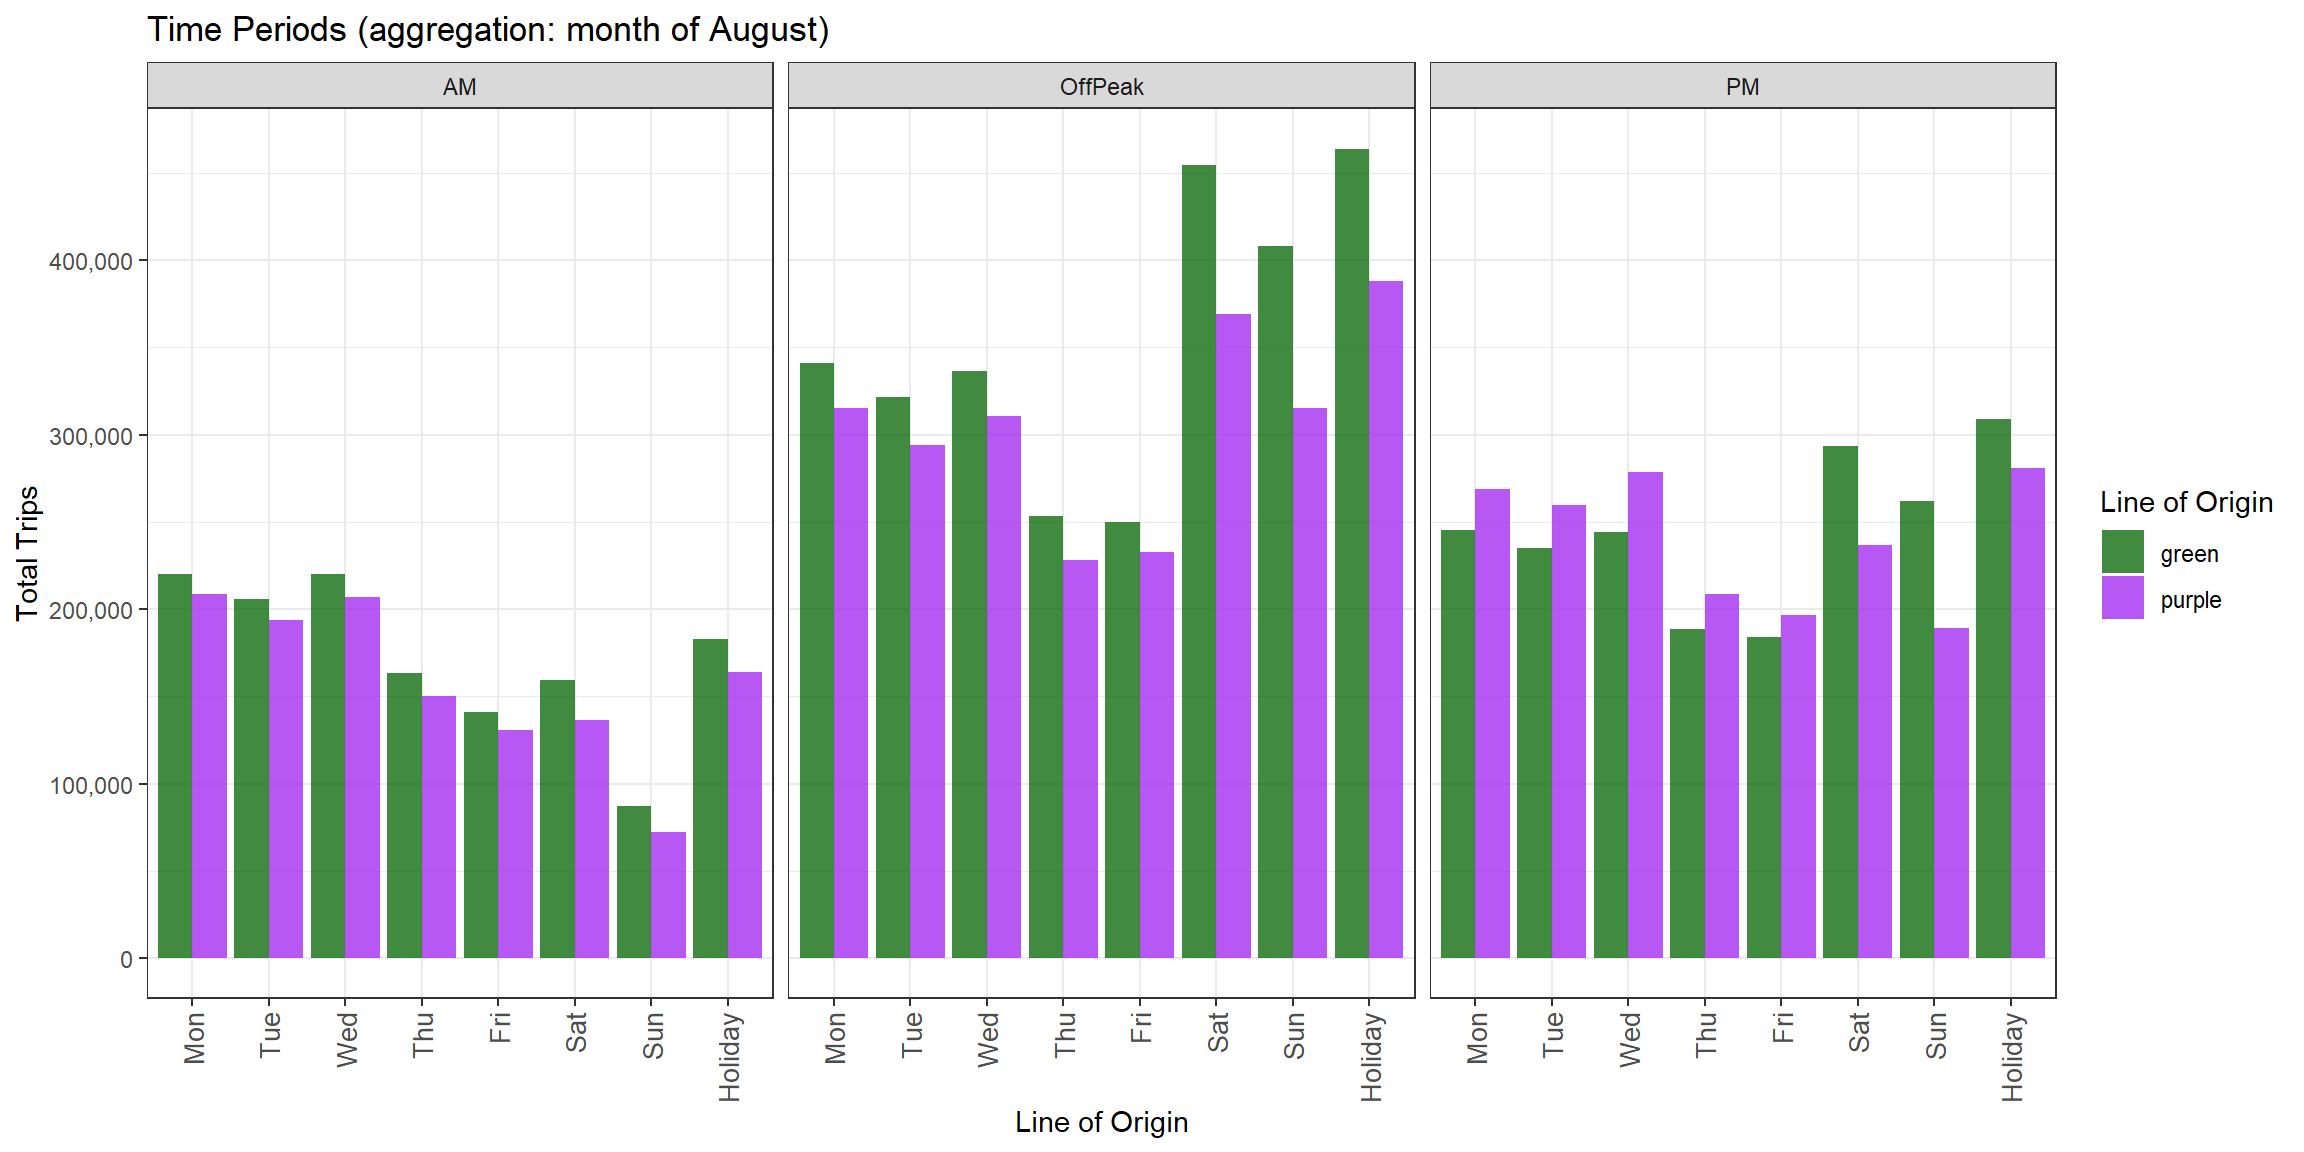 Time Periods (aggregation: month of August)
AM
OffPeak
PM
Total Trips
400,000
300,000
200,000
100,000
0
Mon
Tue
Wed
Thu
Fri
Sat
Sun
Holiday
Mon
Tue
Wed
Thu
Fri
Sat
Sun
Holiday
Mon
Tue
Wed
Thu
Fri
Sat
Sun
Holiday
Line of Origin
Line of Origin
green
purple